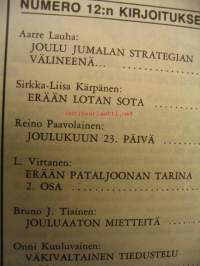 NUMERO 12:n KIRJOITUKSE
Aarre Lauha:
JOULU JUMALAN STRATEGIAN
VÄLINEENÄ...
Sirkka-Liisa Kärpänen:
ERÄÄN LOTAN SOTA
Reino Paavolainen:
JOULUKUUN 23. PÄIVÄ
L. Virtanen:
ERÄÄN PATALJOONAN TARINA
2. OSA
Bruno J. Tiainen:
JOULUAATON MIETTEITÄ
Onni Kuuluvainen:
VÄKIVALTAINEN TIEDUSTELU